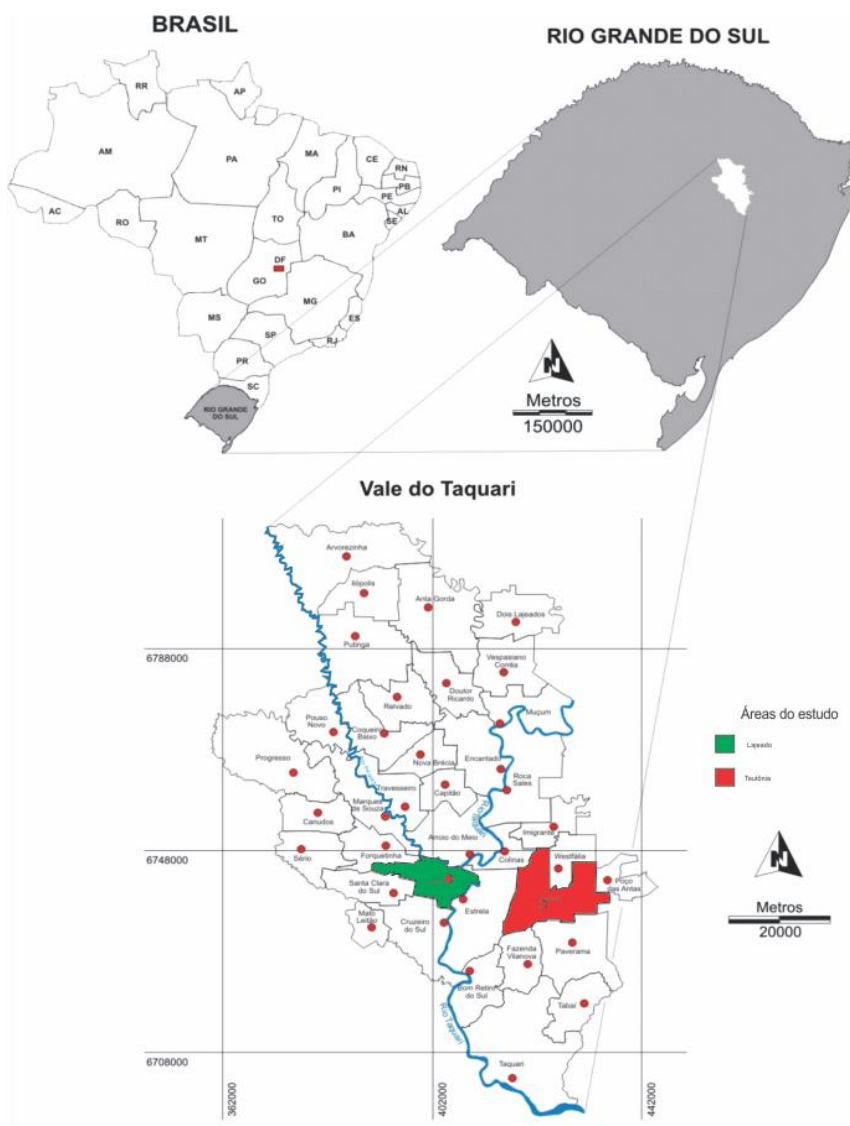 BRASIL
RIO GRANDE DO SUL
RR
AP
AM
PA
MA
CE
RN
PB
PI
PE
AL
SE
AC
RO
TO
BA
MT
DF
GO
MG
MS
ES
SP
RJ
PR
SC
RIO GRANDE
DO SUL
N
Metros
150000
Vale do Taquari
Arvorezinha
Ilópolis
Anta Gorda
Dois Lajeados
Putinga
6788000
Vespasiano
Corrêa
Doutor
Ricardo
Relvado
Muçum
Pouso
Novo
Coqueiro
Baixo
Áreas do estudo
Lajeado
Teutônia
Nova Bréscia
Encantado
Progresso
Travesseiro
Capitão
Roca
Sales
Marques
de Souza
Canudos
Imigrante
Arroio do Meio
6748000
Sério
Forquetinha
Colinas
Westfália
Poço
das Antas
Santa Clara
do Sul
Estrela
N
Metros
20000
Mato
Leitão
Cruzeiro
do Sul
Fazenda
Vilanova
Paverama
Bom Retiro
do Sul
Tabaí
Rio Taquari
6708000
Taquari
362000
402000
442000